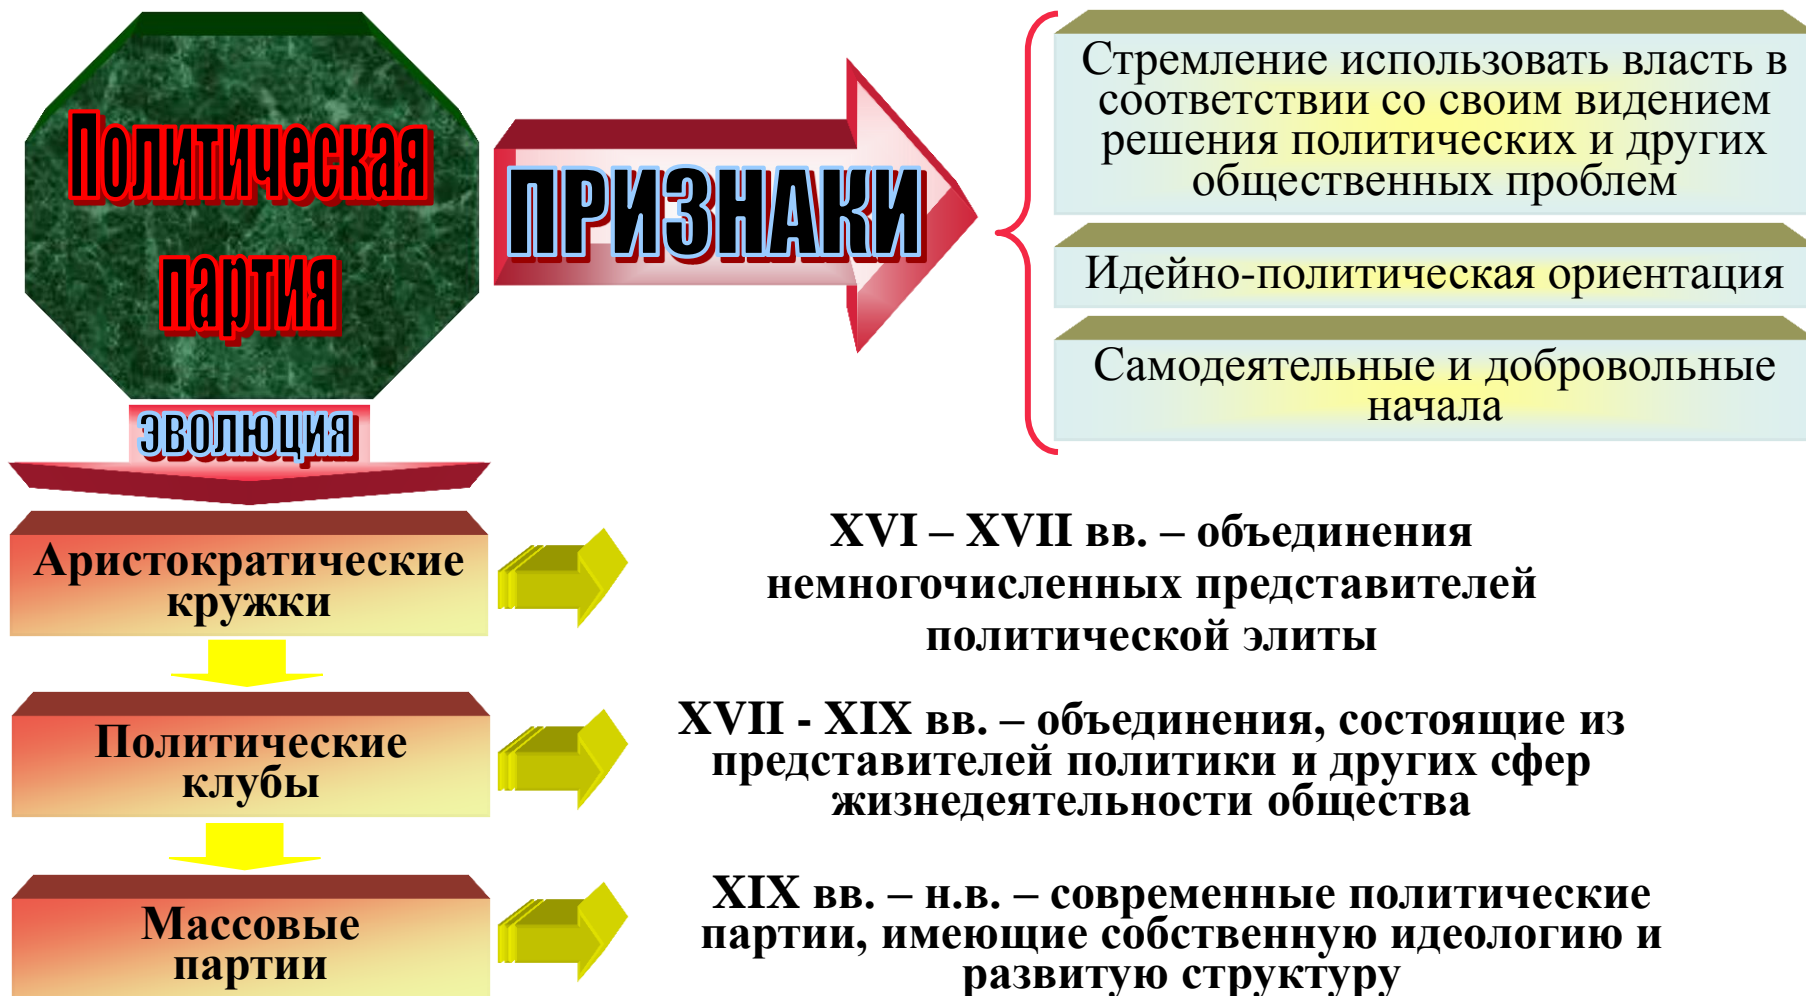 Политическая
партия
ПРИЗНАКИ
Стремление использовать власть в
соответствии со своим видением
решения политических и других
общественных проблем
Идейно-политическая ориентация
Самодеятельные и добровольные
начала
эволюция
Аристократические
кружки
XVI – XVII вв. – объединения
немногочисленных представителей
политической элиты
Политические
клубы
XVII - XIX вв. – объединения, состоящие из
представителей политики и других сфер
жизнедеятельности общества
Массовые
партии
XIX вв. – н.в. – современные политические
партии, имеющие собственную идеологию и
развитую структуру